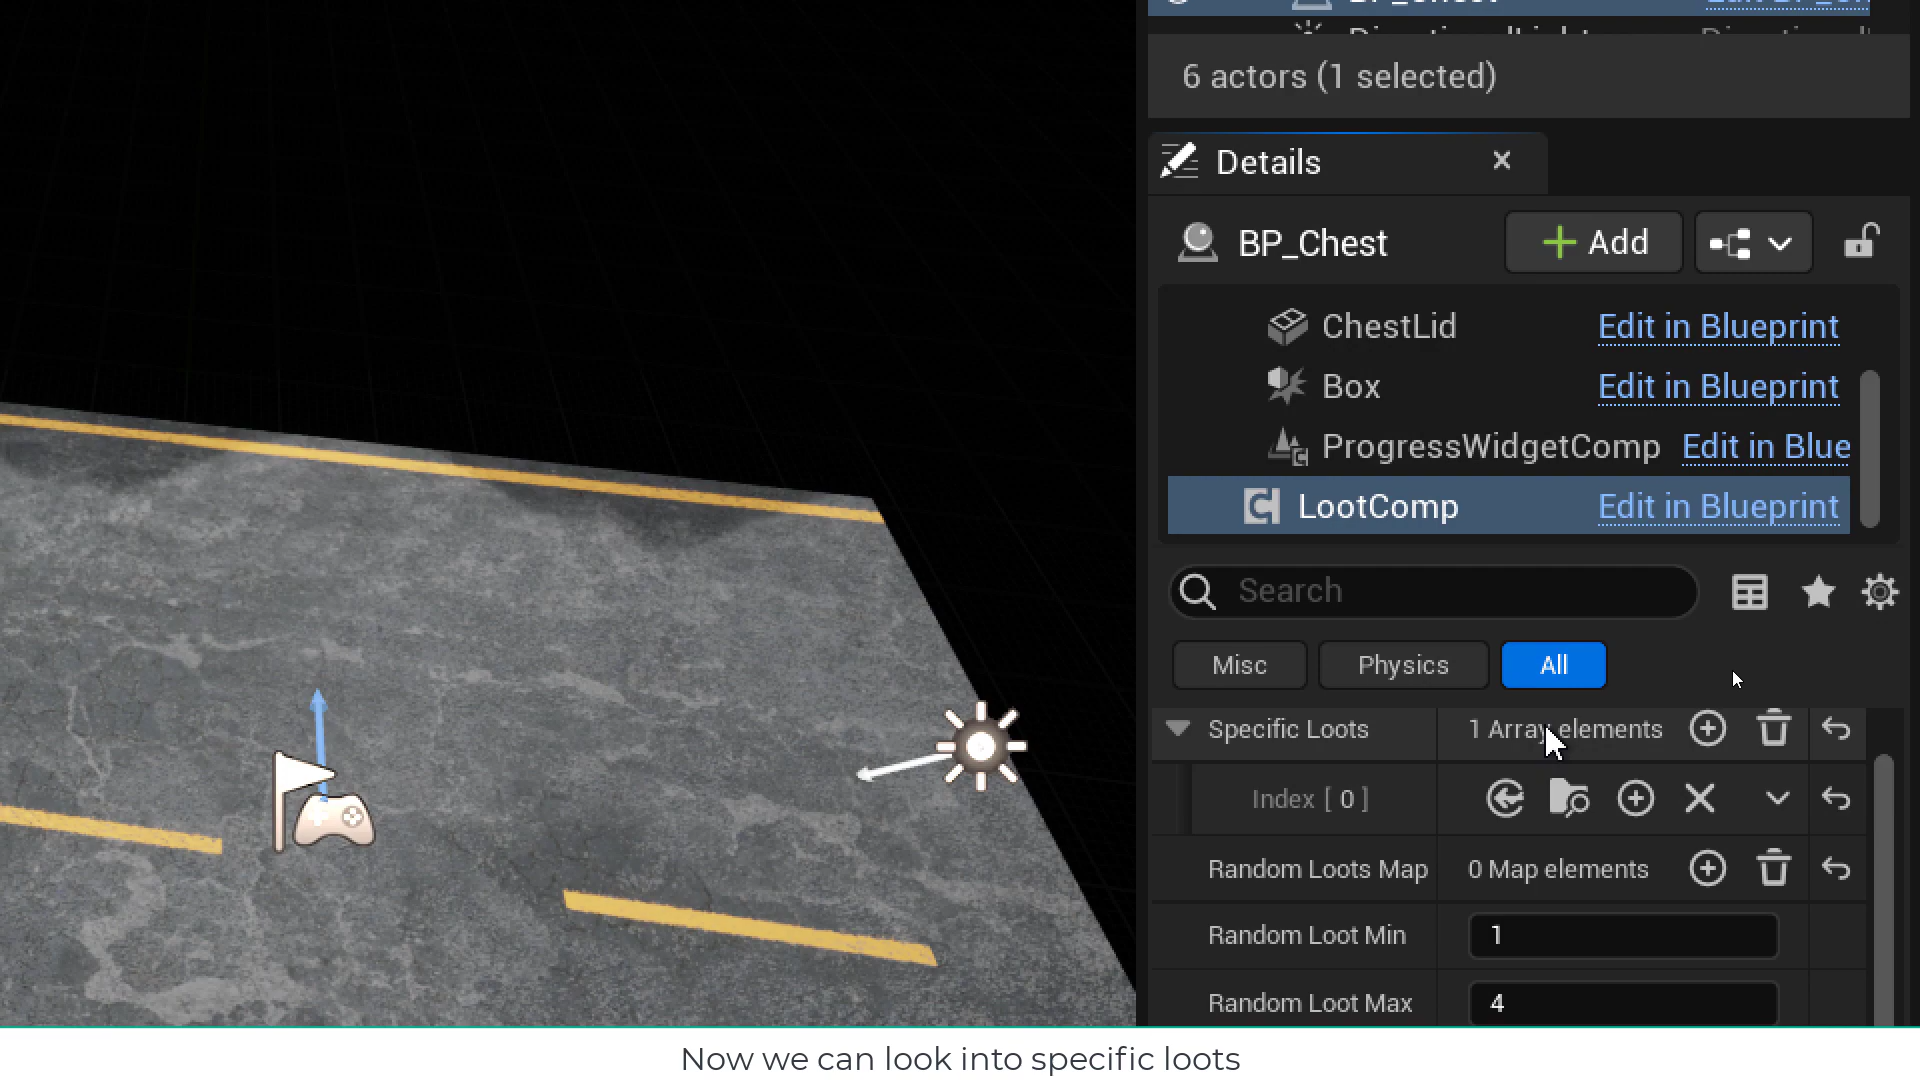 6 actors (1 selected)
Details
BP_Chest
Add
ChestLid Edit in Blueprint
Box Edit in Blueprint
ProgressWidgetComp Edit in Blue
LootComp Edit in Blueprint
Search
Misc Physics All
Specific Loots 1 Array elements
Index [ 0 ]
Random Loots Map 0 Map elements
Random Loot Min 1
Random Loot Max 4
Now we can look into specific loots